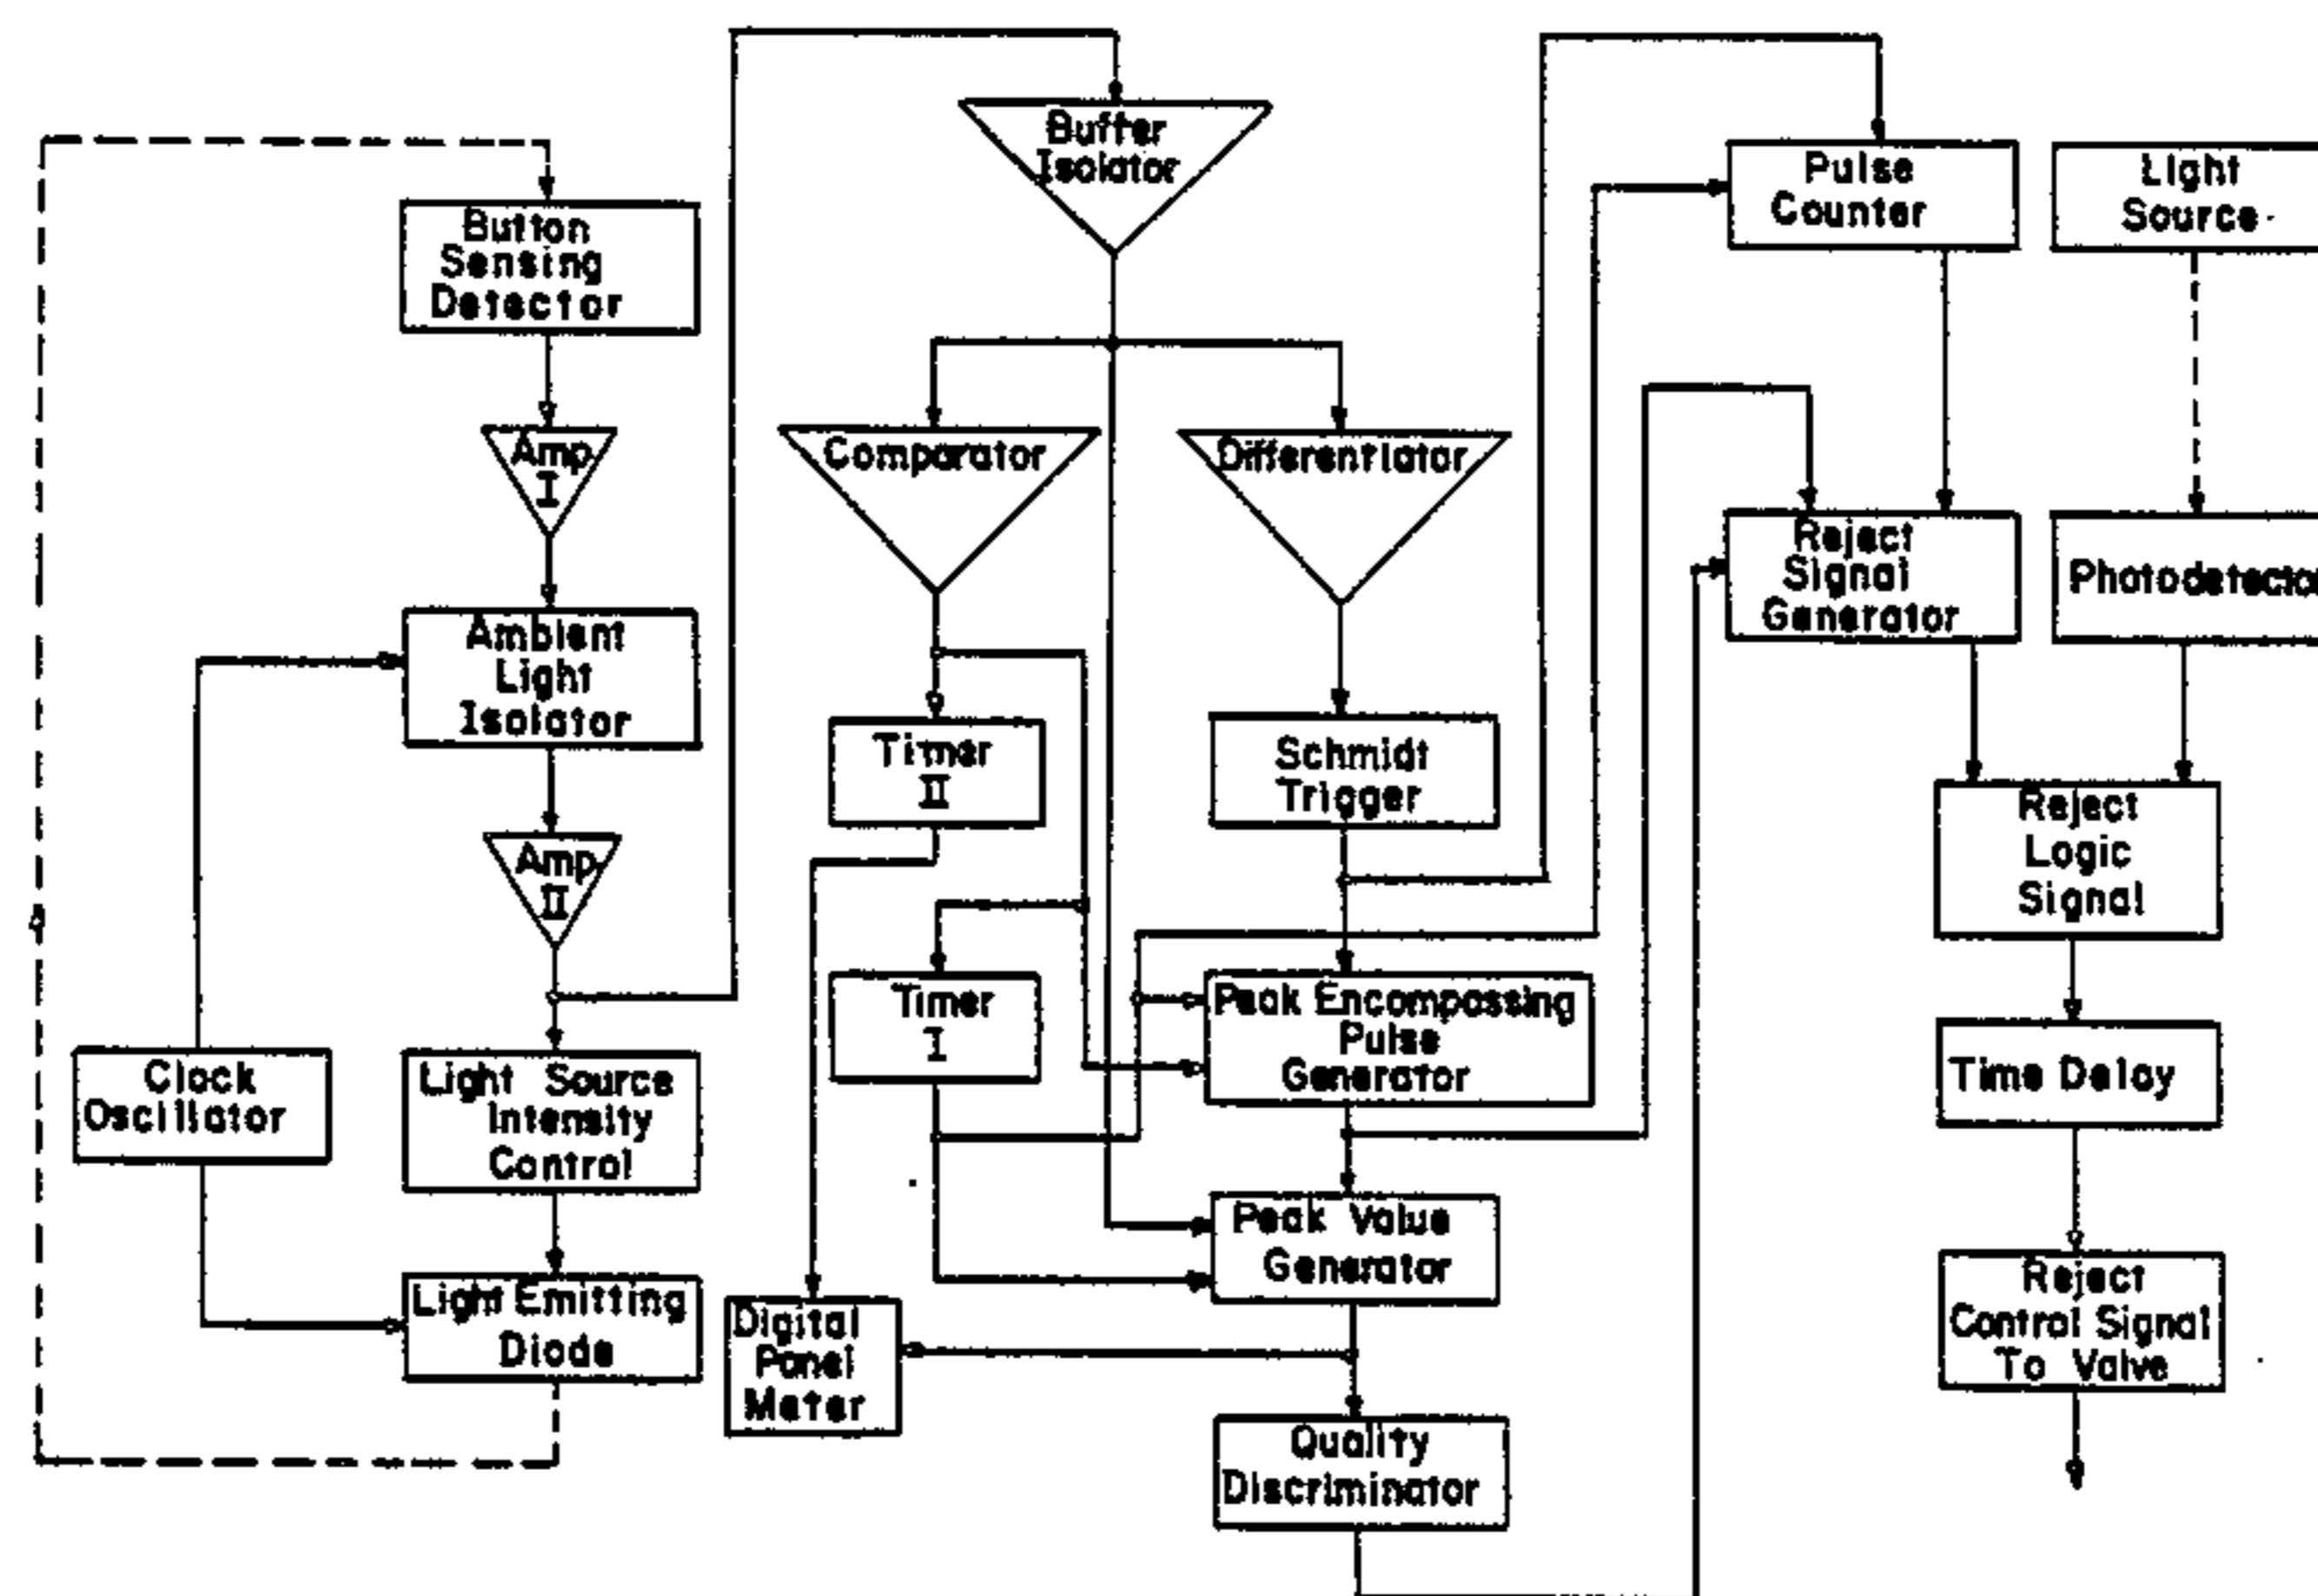 Button
Sensing
Detector
Amp
I
Ambient
Light
Isolator
Amp
II
Clock
Oscillator
Light Source
Intensity
Control
Light Emitting
Diode
Buffer
Isolator
Comparator
Differentiator
Timer
II
Schmidt
Trigger
Timer
I
Peak Encompassing
Pulse
Generator
Peak Value
Generator
Digital
Panel
Meter
Quality
Discriminator
Pulse
Counter
Light
Source
Reject
Signal
Generator
Photodetector
Reject
Logic
Signal
Time Delay
Reject
Control Signal
To Valve